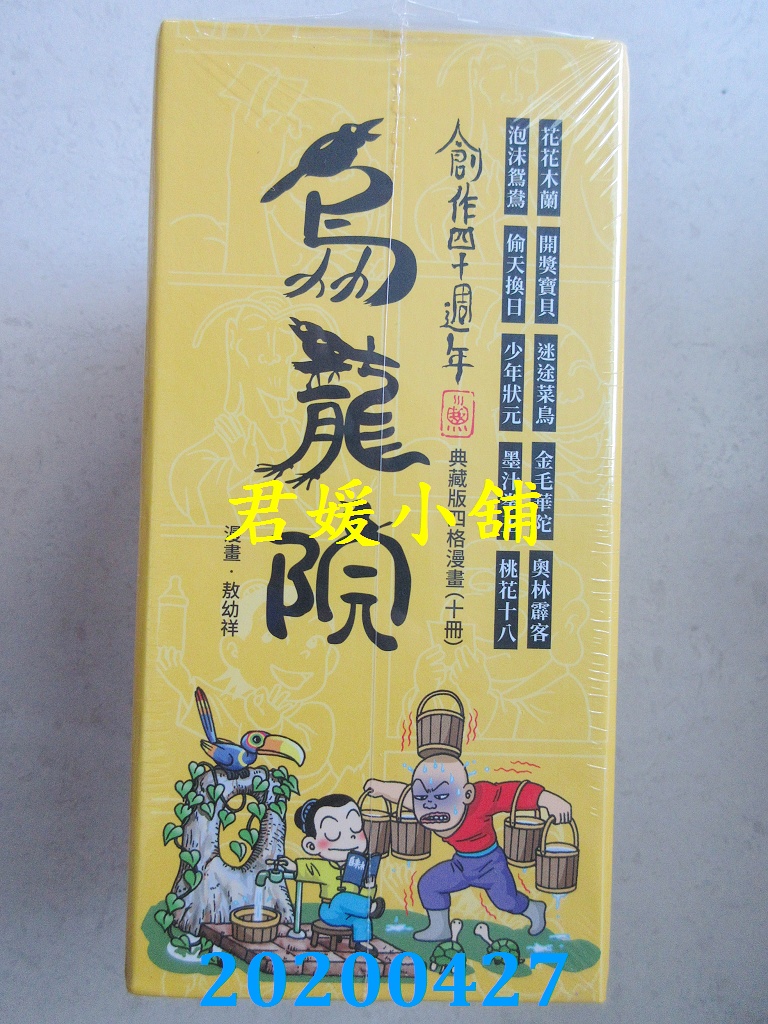 花花木蘭
開獎寶貝
迷途菜鳥
金毛華陀
奧林霹客
泡沫鴛鴦
偷天換日
少年狀元
墨汁
桃花十八
創作四十週年
典藏版四格漫畫(十冊)
烏龍院
漫畫·敖幼祥
君媛小舖
20200427